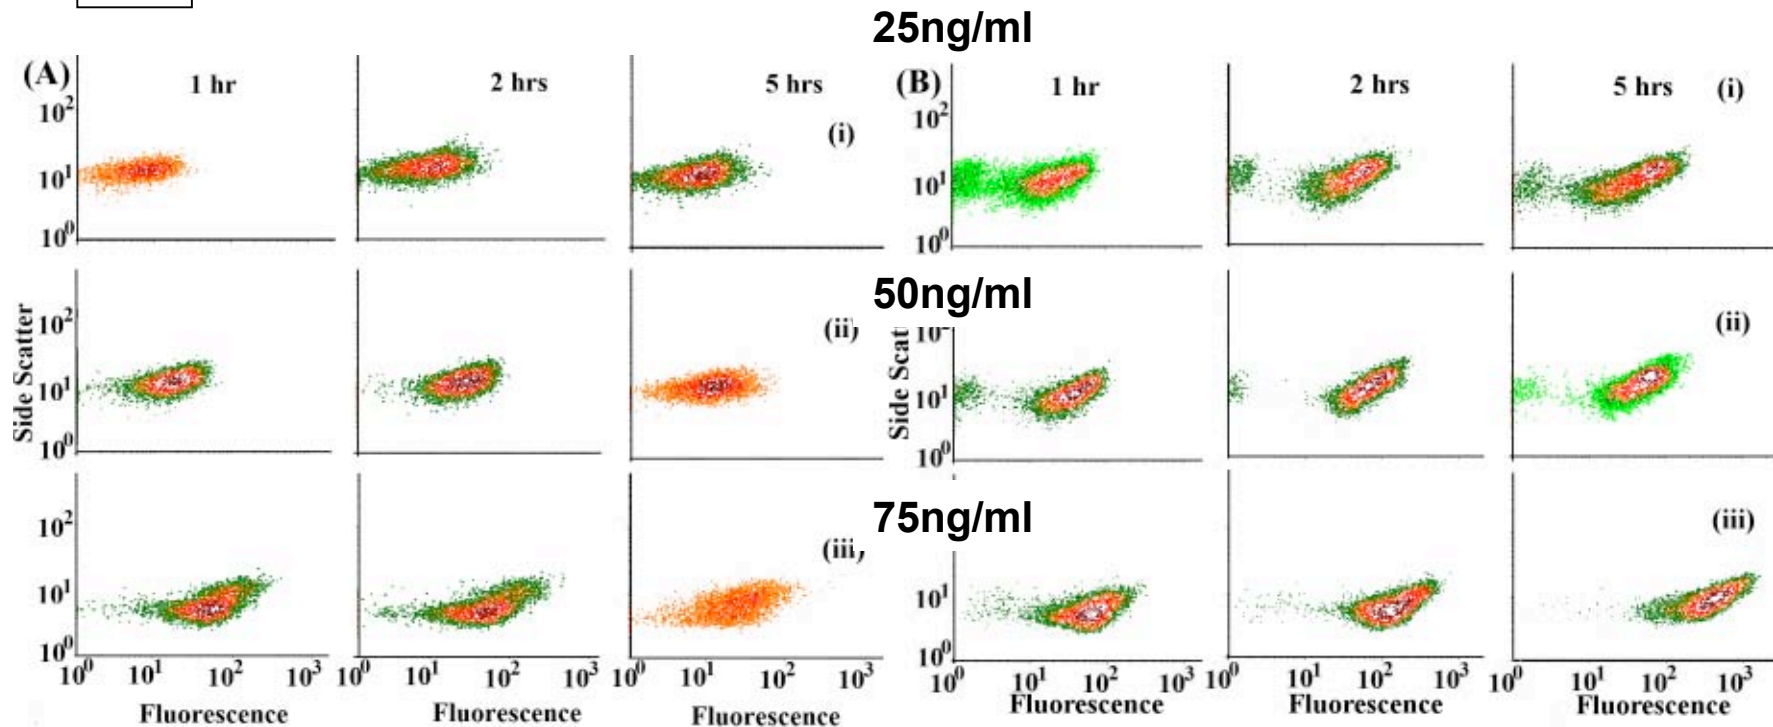 25ng/ml
(A) 1 hr 2 hrs 5 hrs (B) 1 hr 2 hrs 5 hrs (i)
10² 10²
(i)
10¹ 10¹
10⁰ 10⁰
50ng/ml
Side Scatter 10² (ii) Side Scat (ii)
10¹ 10¹
10⁰ 10⁰
75ng/ml
10² (iii) (iii)
10¹ 10¹
10⁰ 10⁰
10⁰ 10¹ 10² 10³ 10⁰ 10¹ 10² 10³ 10⁰ 10¹ 10² 10³ 10⁰ 10¹ 10² 10³ 10⁰ 10¹ 10² 10³ 10⁰ 10¹ 10² 10³
Fluorescence Fluorescence Fluorescence Fluorescence Fluorescence Fluorescence